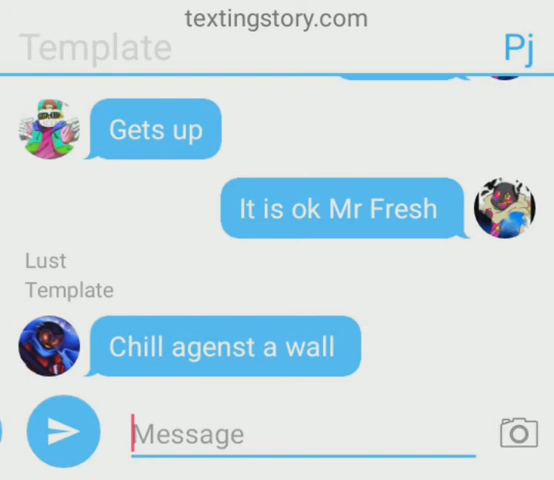 textingstory.com
Template
Pj
Gets up
It is ok Mr Fresh
Lust
Template
Chill agenst a wall
Message